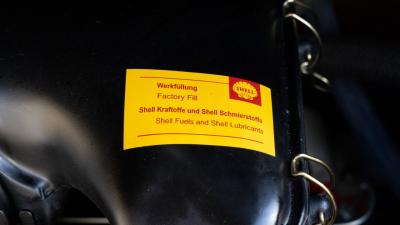 Werkfüllung
Factory Fill
SHELL
Shell Kraftoffe und Shell Schmierstoffe
Shell Fuels and Shell Lubricants